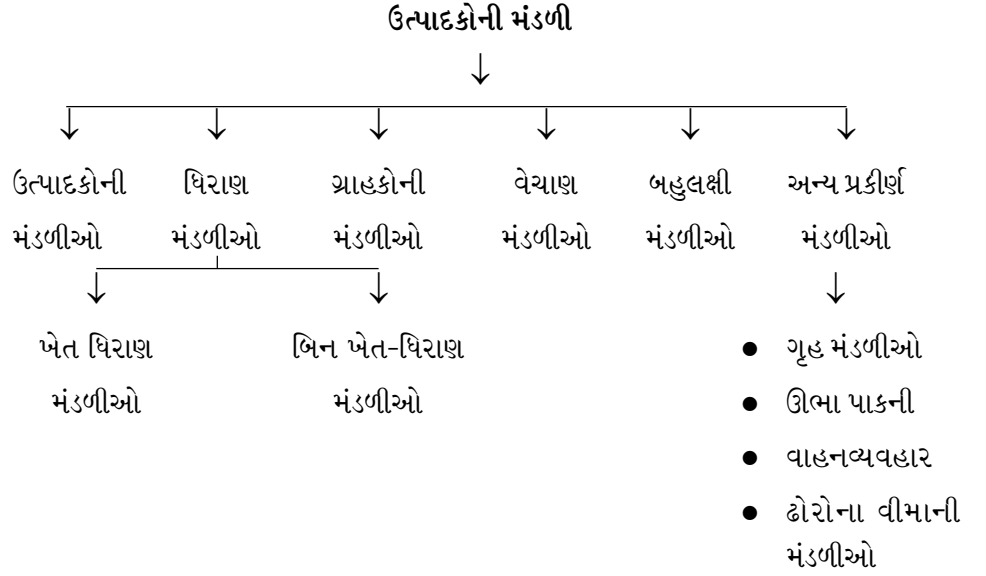 ઉત્પાદકોની મંડળી
ઉત્પાદકોની ધિરાણ ગ્રાહકોની વેચાણ બહુલક્ષી અન્ય પ્રકીર્ણ
મંડળીઓ મંડળીઓ મંડળીઓ મંડળીઓ મંડળીઓ મંડળીઓ
ખેત ધિરાણ બિન ખેત-ધિરાણ ● ગૃહ મંડળીઓ
મંડળીઓ મંડળીઓ ● ઊભા પાકની
● વાહનવ્યવહાર
● ઢોરોના વીમાની
મંડળીઓ